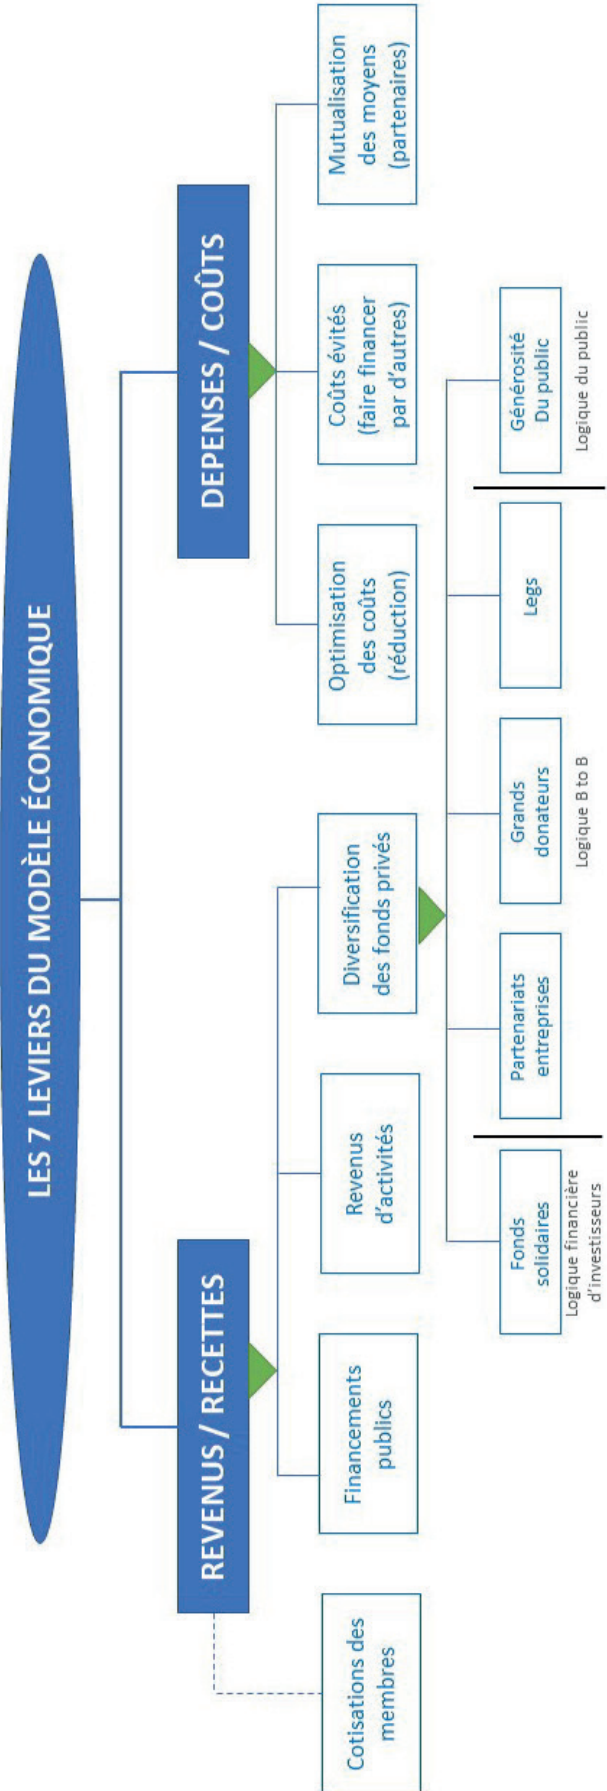 LES 7 LEVIERS DU MODÈLE ÉCONOMIQUE
REVENUS / RECETTES
DEPENSES / COÛTS
Cotisations des
membres
Financements
publics
Revenus
d’activités
Diversification
des fonds privés
Optimisation
des coûts
(réduction)
Coûts évités
(faire financer
par d’autres)
Mutualisation
des moyens
(partenaires)
Fonds
solidaires
Partenariats
entreprises
Grands
donateurs
Legs
Générosité
Du public
Logique financière
d’investisseurs
Logique B to B
Logique du public